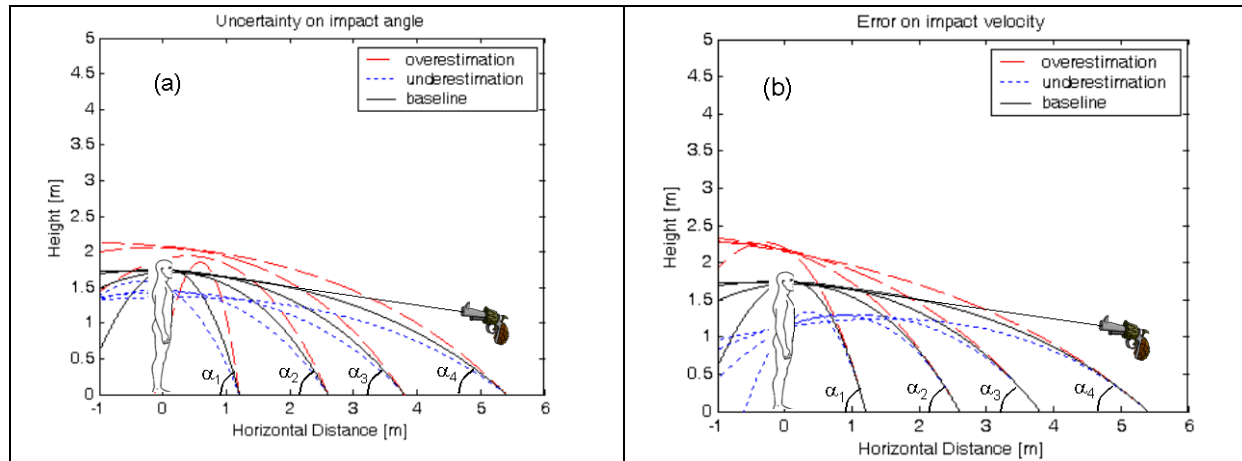 Uncertainty on impact angle
(a)
overestimation
underestimation
baseline
Height [m]
5
4.5
4
3.5
3
2.5
2
1.5
1
0.5
0
α1
α2
α3
α4
-1 0 1 2 3 4 5 6
Horizontal Distance [m]
Error on impact velocity
(b)
overestimation
underestimation
baseline
Height [m]
5
4.5
4
3.5
3
2.5
2
1.5
1
0.5
0
α1
α2
α3
α4
-1 0 1 2 3 4 5 6
Horizontal Distance [m]